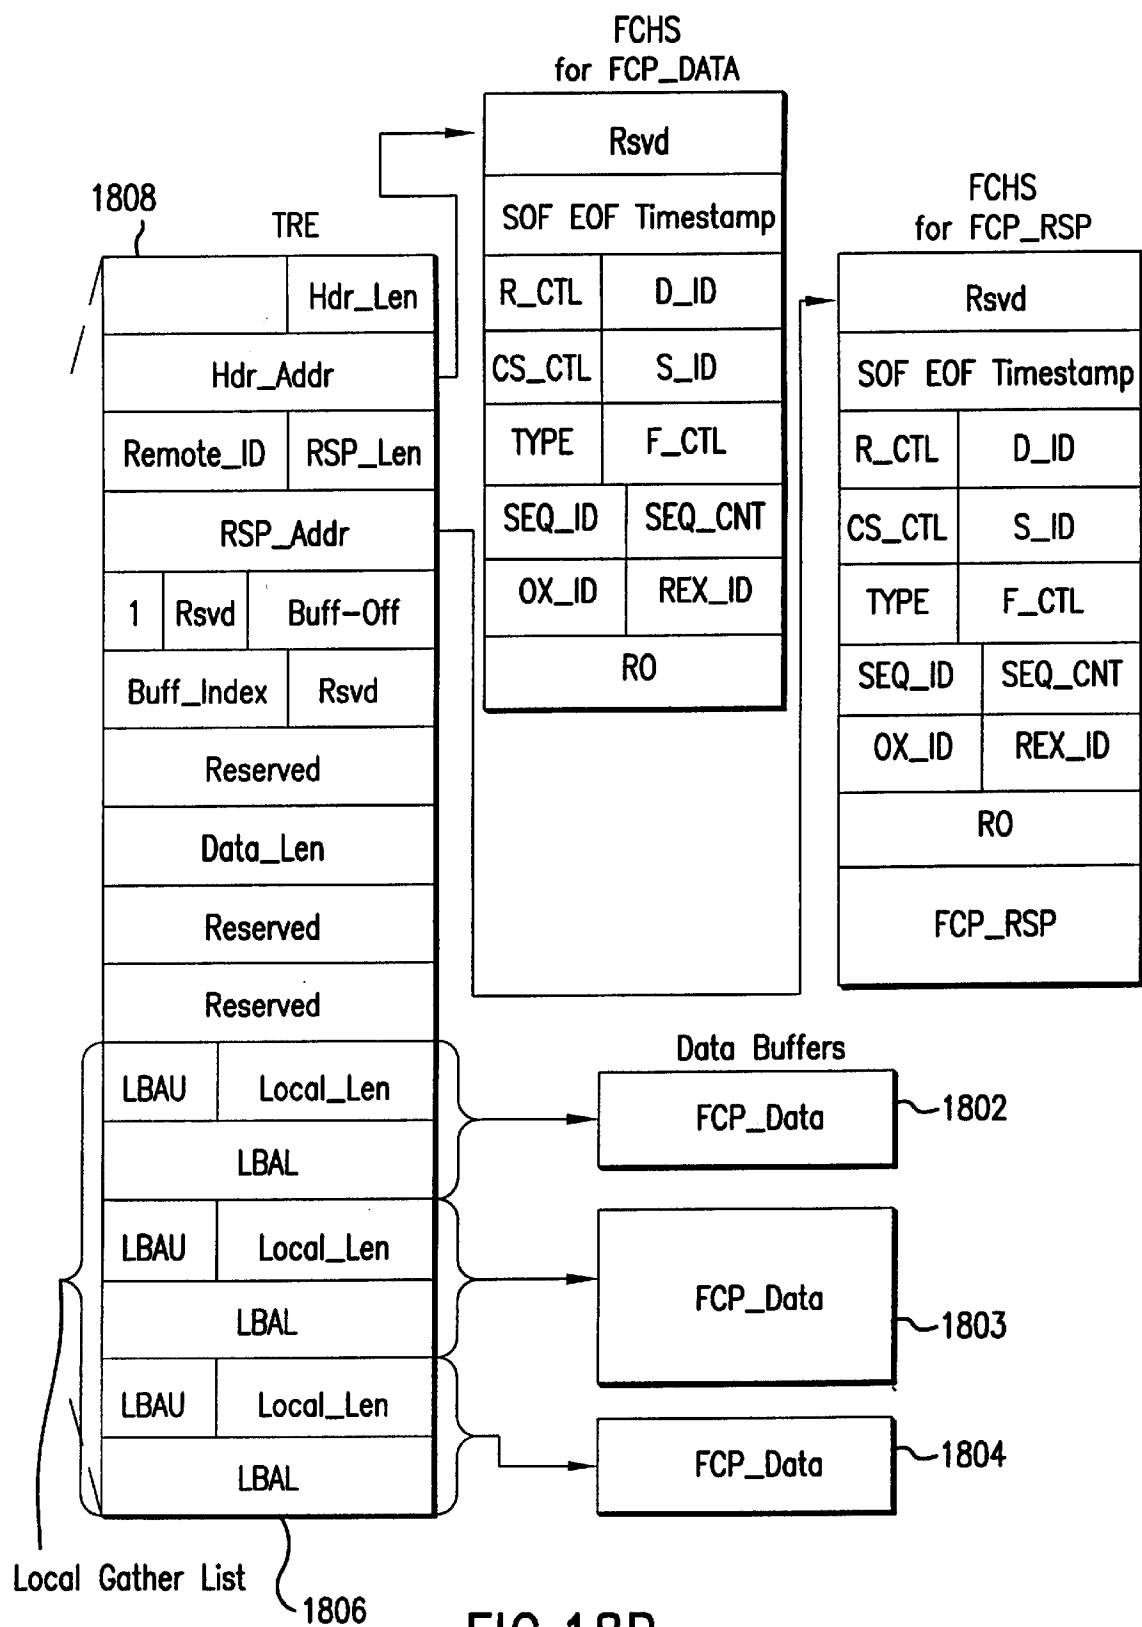 FCHS
for FCP_DATA
Rsvd
SOF EOF Timestamp
R_CTL D_ID
CS_CTL S_ID
TYPE F_CTL
SEQ_ID SEQ_CNT
OX_ID REX_ID
RO
FCHS
for FCP_RSP
Rsvd
SOF EOF Timestamp
R_CTL D_ID
CS_CTL S_ID
TYPE F_CTL
SEQ_ID SEQ_CNT
OX_ID REX_ID
RO
FCP_RSP
1808
TRE
Hdr_Len
Hdr_Addr
Remote_ID RSP_Len
RSP_Addr
1 Rsvd Buff-Off
Buff_Index Rsvd
Reserved
Data_Len
Reserved
Reserved
LBAU Local_Len
LBAL
LBAU Local_Len
LBAL
LBAU Local_Len
LBAL
Data Buffers
FCP_Data 1802
FCP_Data 1803
FCP_Data 1804
Local Gather List
1806